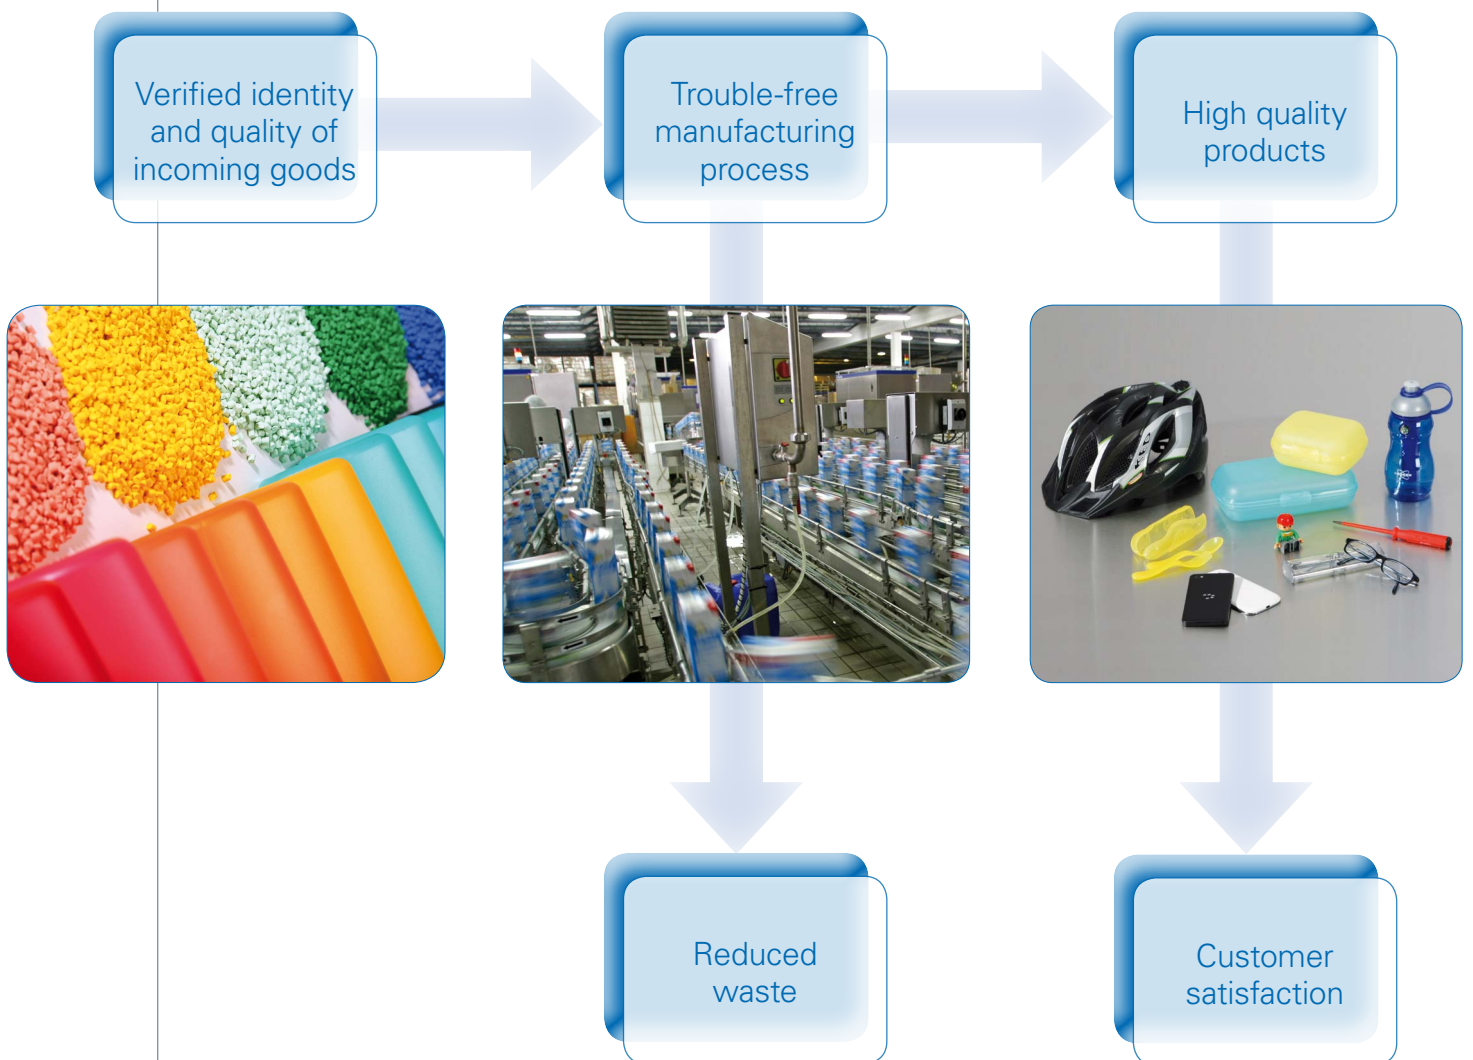 Verified identity
and quality of
incoming goods
Trouble-free
manufacturing
process
High quality
products
Reduced
waste
Customer
satisfaction